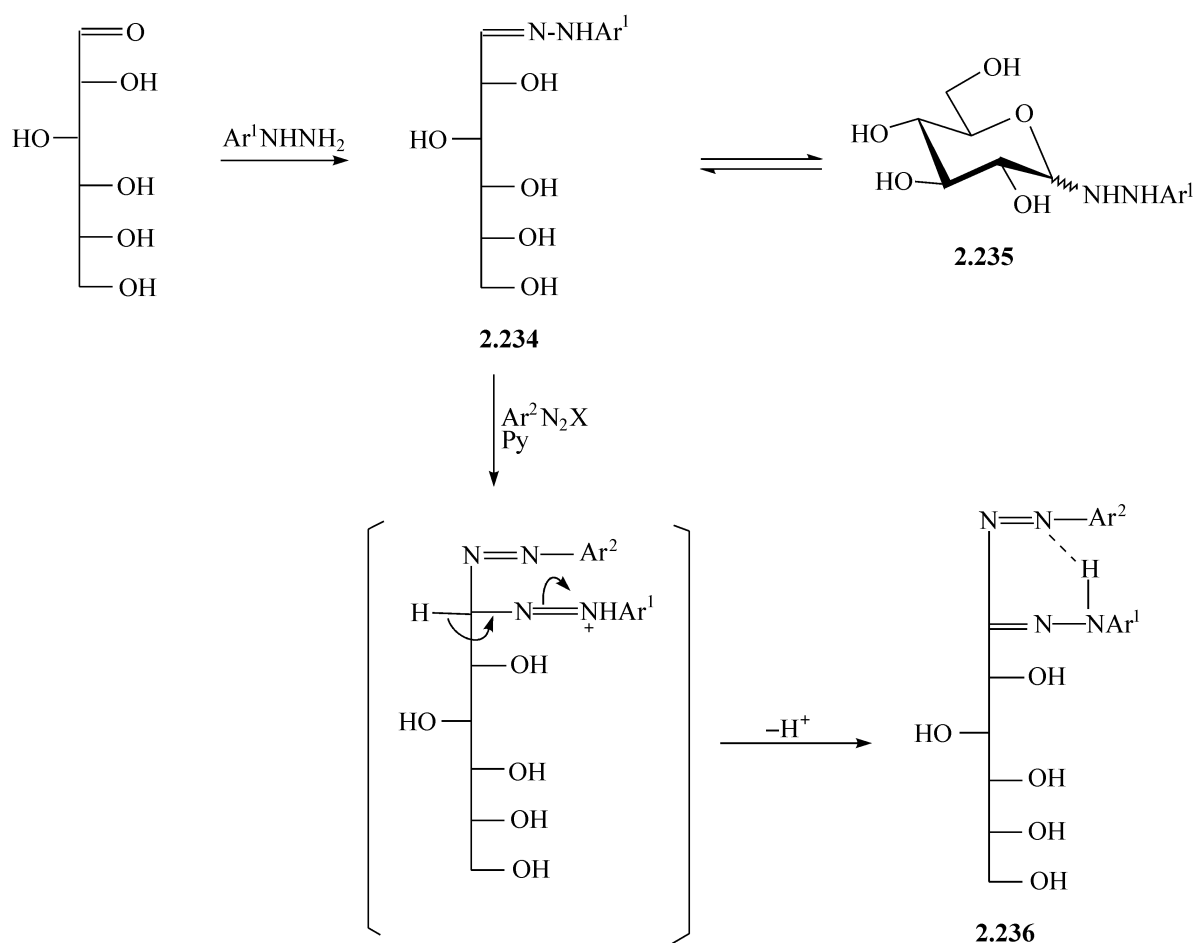 O
OH
HO
OH
OH
OH
Ar¹NHNH₂
N-NHAr¹
OH
HO
OH
OH
OH
2.234
OH
O
HO
HO
OH
NHNHAr¹
2.235
Ar²N₂X
Py
N=N—Ar²
H N=NHAr¹
+
OH
HO
OH
OH
OH
–H⁺
N=N—Ar²
H
N—NAr¹
OH
HO
OH
OH
OH
2.236